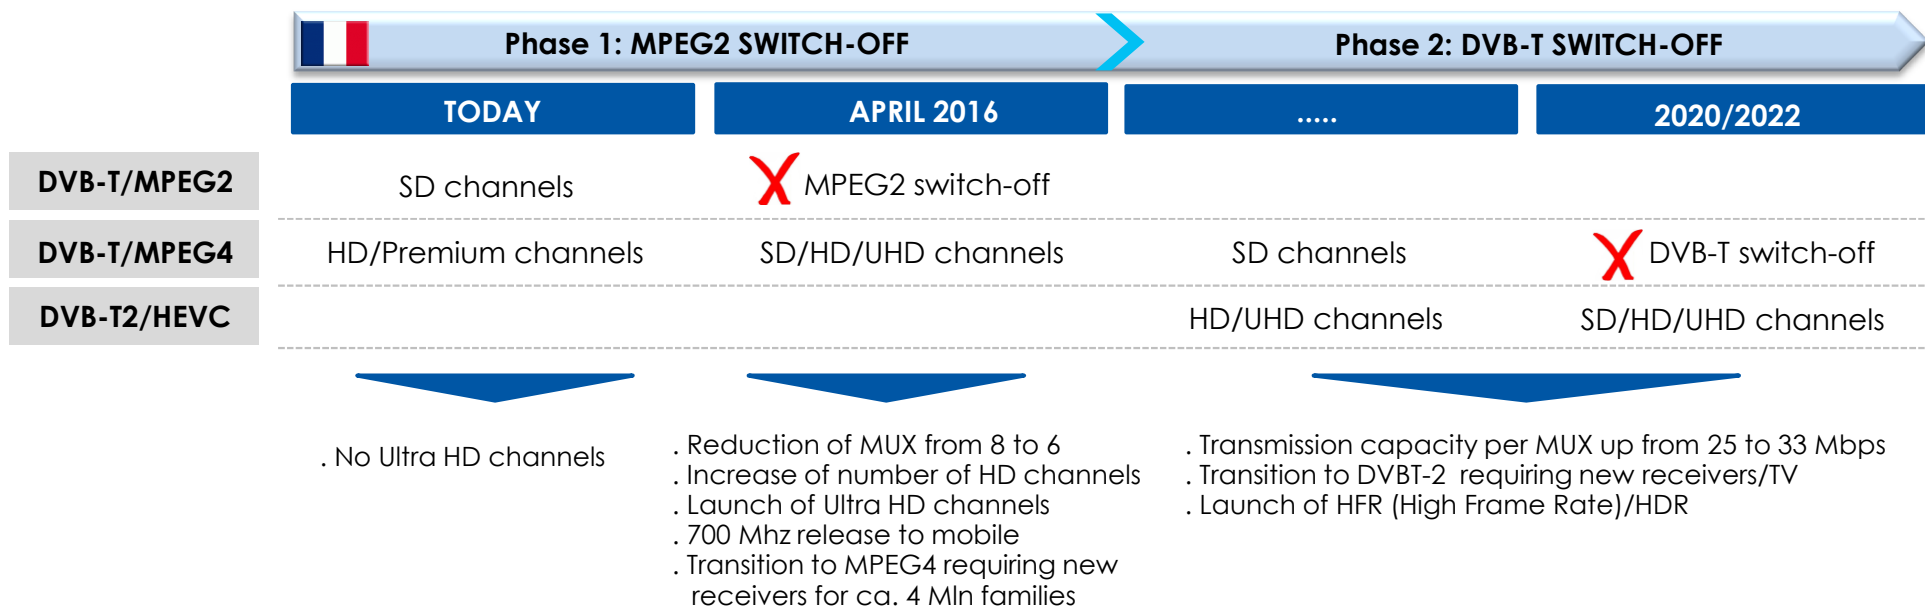 Phase 1: MPEG2 SWITCH-OFF
Phase 2: DVB-T SWITCH-OFF
TODAY
APRIL 2016
.....
2020/2022
DVB-T/MPEG2
SD channels
MPEG2 switch-off
DVB-T/MPEG4
HD/Premium channels
SD/HD/UHD channels
SD channels
DVB-T switch-off
DVB-T2/HEVC
HD/UHD channels
SD/HD/UHD channels
. No Ultra HD channels
. Reduction of MUX from 8 to 6
. Increase of number of HD channels
. Launch of Ultra HD channels
. 700 Mhz release to mobile
. Transition to MPEG4 requiring new
receivers for ca. 4 Mln families
. Transmission capacity per MUX up from 25 to 33 Mbps
. Transition to DVBT-2 requiring new receivers/TV
. Launch of HFR (High Frame Rate)/HDR